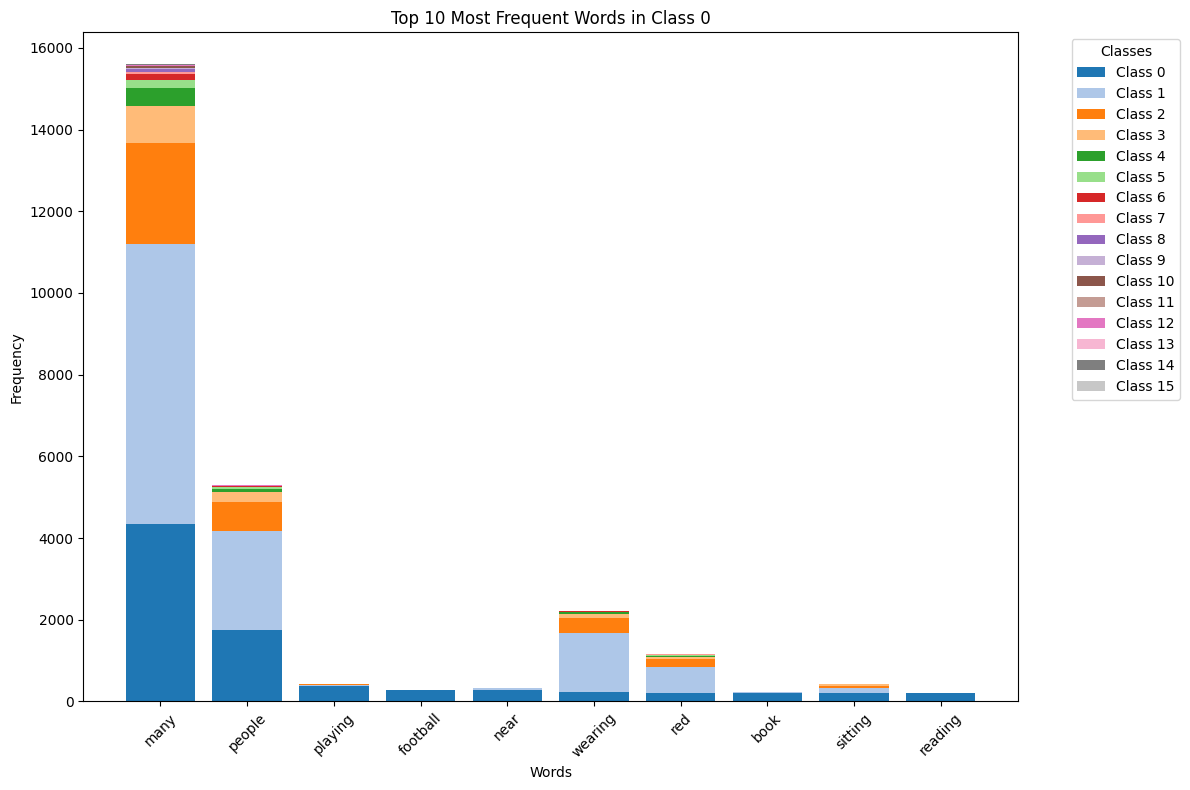 Top 10 Most Frequent Words in Class 0
Frequency
16000
14000
12000
10000
8000
6000
4000
2000
0
many
people
playing
football
near
wearing
red
book
sitting
reading
Words
Classes
Class 0
Class 1
Class 2
Class 3
Class 4
Class 5
Class 6
Class 7
Class 8
Class 9
Class 10
Class 11
Class 12
Class 13
Class 14
Class 15